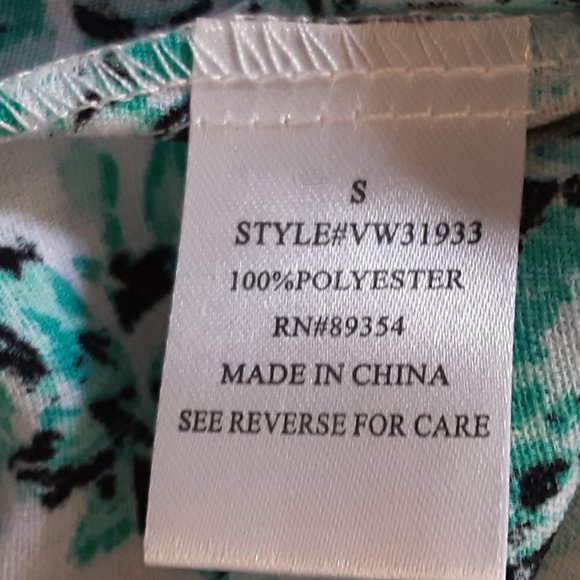 S
STYLE#VW31933
100%POLYESTER
RN#89354
MADE IN CHINA
SEE REVERSE FOR CARE